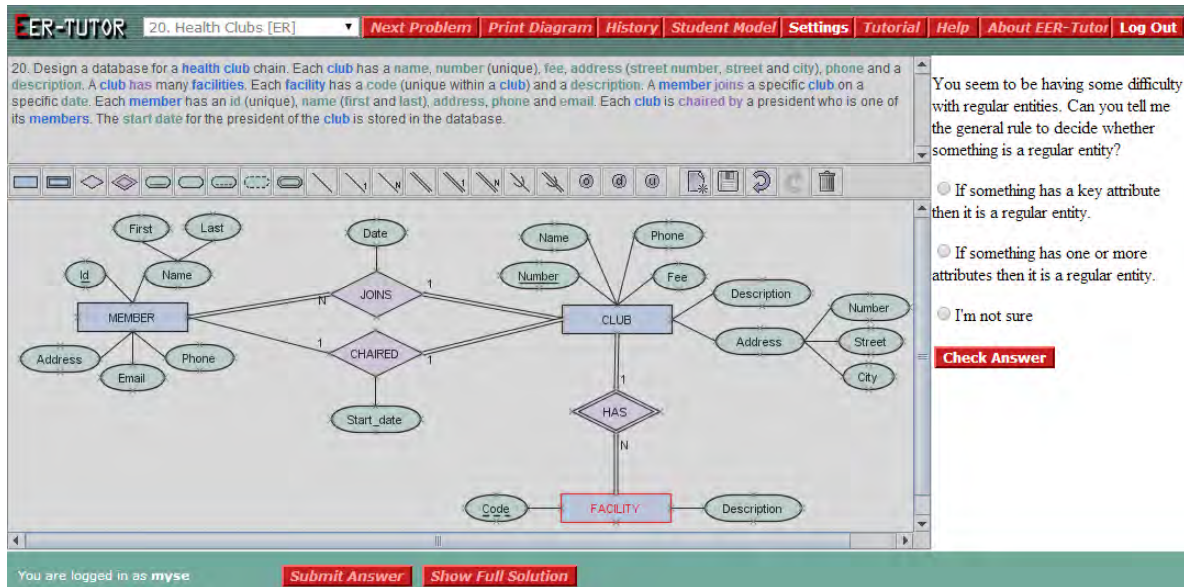 EER-TUTOR
20. Health Clubs [ER]
Next Problem
Print Diagram
History
Student Model
Settings
Tutorial
Help
About EER-Tutor
Log Out
20. Design a database for a health club chain. Each club has a name, number (unique), fee, address (street number, street and city), phone and a
description. A club has many facilities. Each facility has a code (unique within a club) and a description. A member joins a specific club on a
specific date. Each member has an id (unique), name (first and last), address, phone and email. Each club is chaired by a president who is one of
its members. The start date for the president of the club is stored in the database.
You seem to be having some difficulty
with regular entities. Can you tell me
the general rule to decide whether
something is a regular entity?
If something has a key attribute
then it is a regular entity.
If something has one or more
attributes then it is a regular entity.
I'm not sure
Check Answer
1
N
1
N
o
d
u
First
Last
Date
Name
Phone
Id
Name
Number
Fee
Description
Number
MEMBER
N
JOINS
1
CLUB
Address
Street
City
Address
Email
Phone
1
CHAIRED
1
Start_date
1
HAS
N
Code
FACILITY
Description
You are logged in as myse
Submit Answer
Show Full Solution